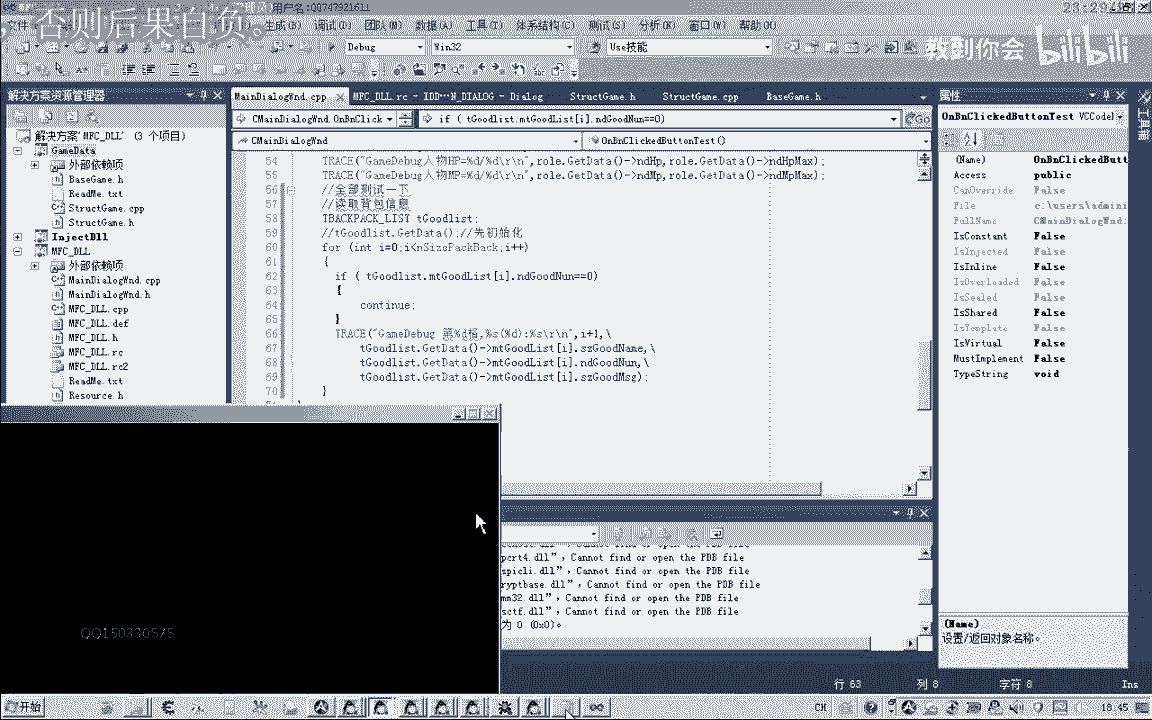 用户名:QQ747921611
23:29
，否则后果自负。
生成(B) 调试(D) 团队(M) 数据(A) 工具(T) 体系结构(C) 测试(S) 分析(N) 窗口(W) 帮助(H)
Debug Win32 Use技能
教到你会 bilibili
解决方案资源管理器
解决方案"MFC_DLL" (3 个项目)
GameData
外部依赖项
BaseGame.h
ReadMe.txt
StructGame.cpp
StructGame.h
InjectDll
MFC_DLL
外部依赖项
MainDialogWnd.cpp
MainDialogWnd.h
MFC_DLL.cpp
MFC_DLL.def
MFC_DLL.h
MFC_DLL.rc
MFC_DLL.rc2
ReadMe.txt
Resource.h
MainDialogWnd.cpp MFC_DLL.rc - IDD...N_DIALOG - Dialog StructGame.h StructGame.cpp BaseGame.h
CMainDialogWnd.OnBnClick if ( tGoodlist.mtGoodList[i].ndGoodNun==0) Go
CMainDialogWnd OnBnClickedButtonTest()
54 TRACE("GameDebug人物HP=%d/%d\r\n",role.GetData()->ndHp,role.GetData()->ndHpMax);
55 TRACE("GameDebug人物MP=%d/%d\r\n",role.GetData()->ndMp,role.GetData()->ndMpMax);
56 //全部测试一下
57 //读取背包信息
58 TBACKPACK_LIST tGoodlist;
59 //tGoodlist.GetData();//先初始化
60 for (int i=0;i<nSizePackBack;i++)
61 {
62 if ( tGoodlist.mtGoodList[i].ndGoodNun==0)
63 {
64 continue;
65 }
66 TRACE("GameDebug 第%d格,%s(%d):%s\r\n",i+1,\
67 tGoodlist.GetData()->mtGoodList[i].szGoodName,\
68 tGoodlist.GetData()->mtGoodList[i].ndGoodNun,\
69 tGoodlist.GetData()->mtGoodList[i].szGoodMsg);
70 }
QQ150330575
pcrt4.dll", Cannot find or open the PDB file
spicli.dll", Cannot find or open the PDB file
ryptbase.dll", Cannot find or open the PDB file
mm32.dll", Cannot find or open the PDB file
sctf.dll", Cannot find or open the PDB file
为 0 (0x0)。
属性
OnBnClickedButtonTest VCCodeF
(Name) OnBnClickedButt
Access public
CanOverride False
File c:\users\admini
FullName CMainDialogWnd:
IsConstant False
IsInjected False
IsInline False
IsOverloaded False
IsSealed False
IsShared False
IsTemplate False
IsVirtual False
MustImplement False
TypeString void
(Name)
设置/返回对象名称。
工具箱
行 63 列 8 字符 8 Ins
开始 CH 18:45